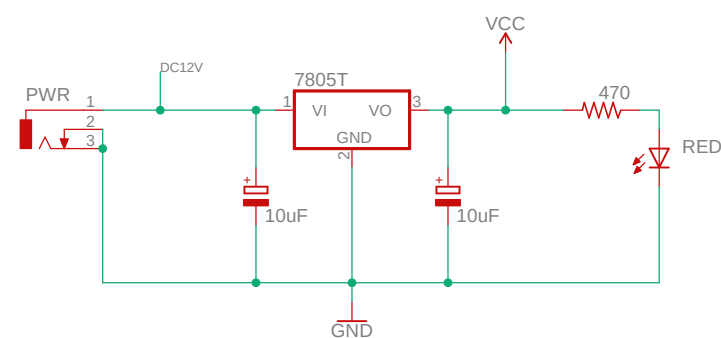 VCC
DC12V
7805T
PWR
1
2
3
1
VI
VO
3
GND
2
470
RED
+
10uF
+
10uF
GND